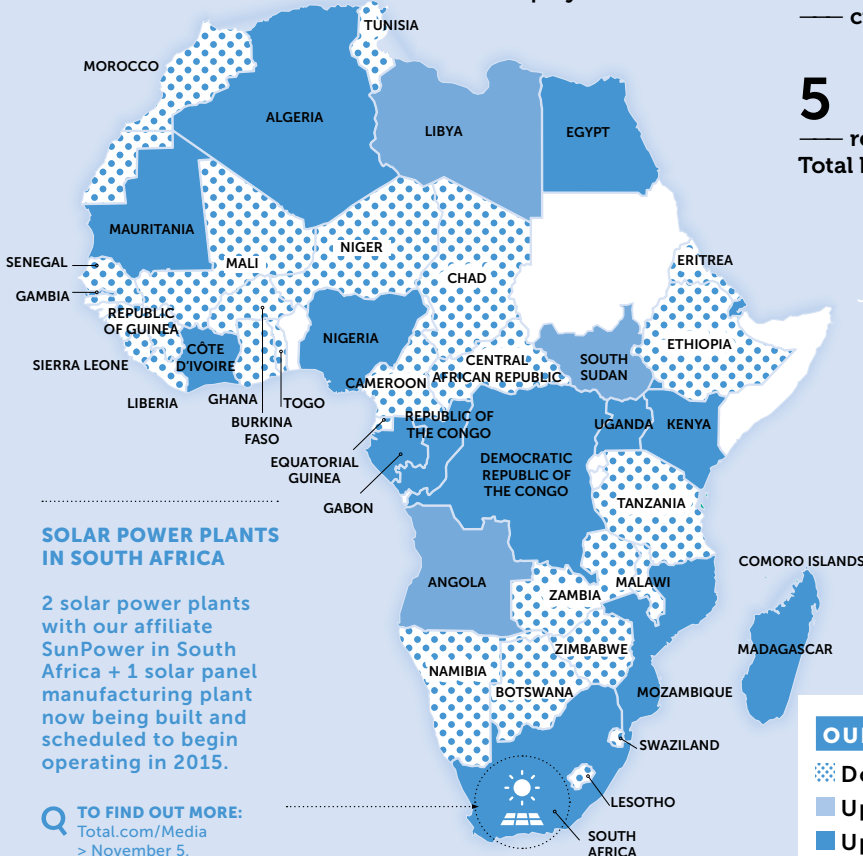 TUNISIA
MOROCCO
ALGERIA
LIBYA
EGYPT
5
Total
MAURITANIA
MALI
NIGER
CHAD
ERITREA
SENEGAL
GAMBIA
REPUBLIC
OF GUINEA
NIGERIA
ETHIOPIA
CÔTE
D'IVOIRE
SIERRA LEONE
CENTRAL
AFRICAN REPUBLIC
SOUTH
SUDAN
CAMEROON
LIBERIA
GHANA
TOGO
BURKINA
FASO
REPUBLIC OF
THE CONGO
UGANDA
KENYA
EQUATORIAL
GUINEA
DEMOCRATIC
REPUBLIC OF
THE CONGO
GABON
TANZANIA
SOLAR POWER PLANTS
IN SOUTH AFRICA
2 solar power plants
with our affiliate
SunPower in South
Africa + 1 solar panel
manufacturing plant
now being built and
scheduled to begin
operating in 2015.
COMORO ISLANDS
ANGOLA
ZAMBIA
MALAWI
ZIMBABWE
MADAGASCAR
NAMIBIA
BOTSWANA
MOZAMBIQUE
SWAZILAND
LESOTHO
SOUTH
AFRICA
TO FIND OUT MORE:
Total.com/Media
> November 5.
OU
De
Up
Up